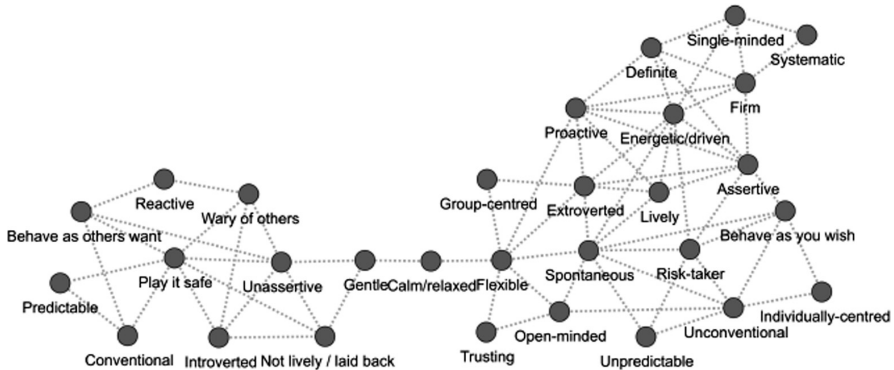 Single-minded
Systematic
Definite
Firm
Proactive
Energetic/driven
Reactive
Wary of others
Group-centred
Extroverted
Lively
Assertive
Behave as others want
Behave as you wish
Play it safe
Unassertive
Gentle
Calm/relaxed
Flexible
Spontaneous
Risk-taker
Predictable
Individually-centred
Conventional
Introverted
Not lively / laid back
Trusting
Open-minded
Unpredictable
Unconventional